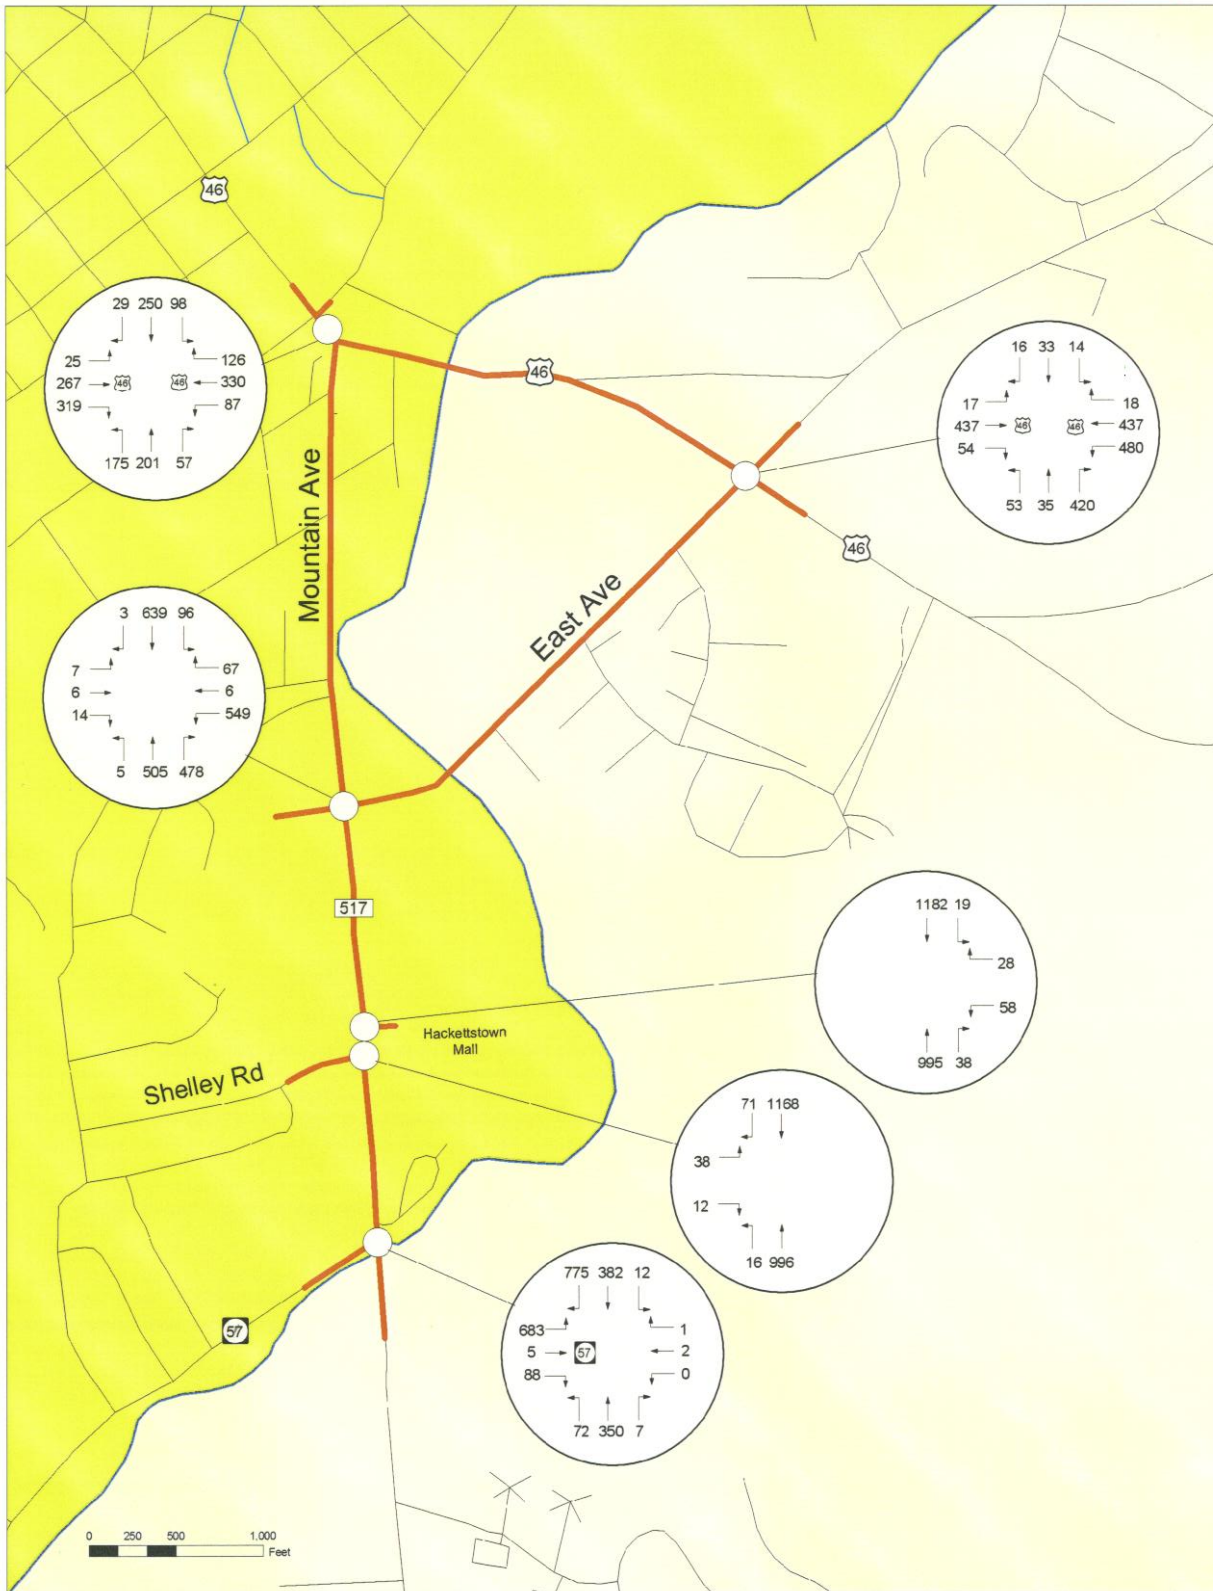 46
29 250 98
25 126
267 46 46 330
319 87
175 201 57
46
16 33 14
17 18
437 46 46 437
54 480
53 35 420
46
Mountain Ave
East Ave
3 639 96
7 67
6 6
14 549
5 505 478
517
1182 19
28
58
995 38
Hackettstown
Mall
Shelley Rd
71 1168
38
12
16 996
775 382 12
683 1
5 57 2
88 0
72 350 7
57
0 250 500 1,000
Feet